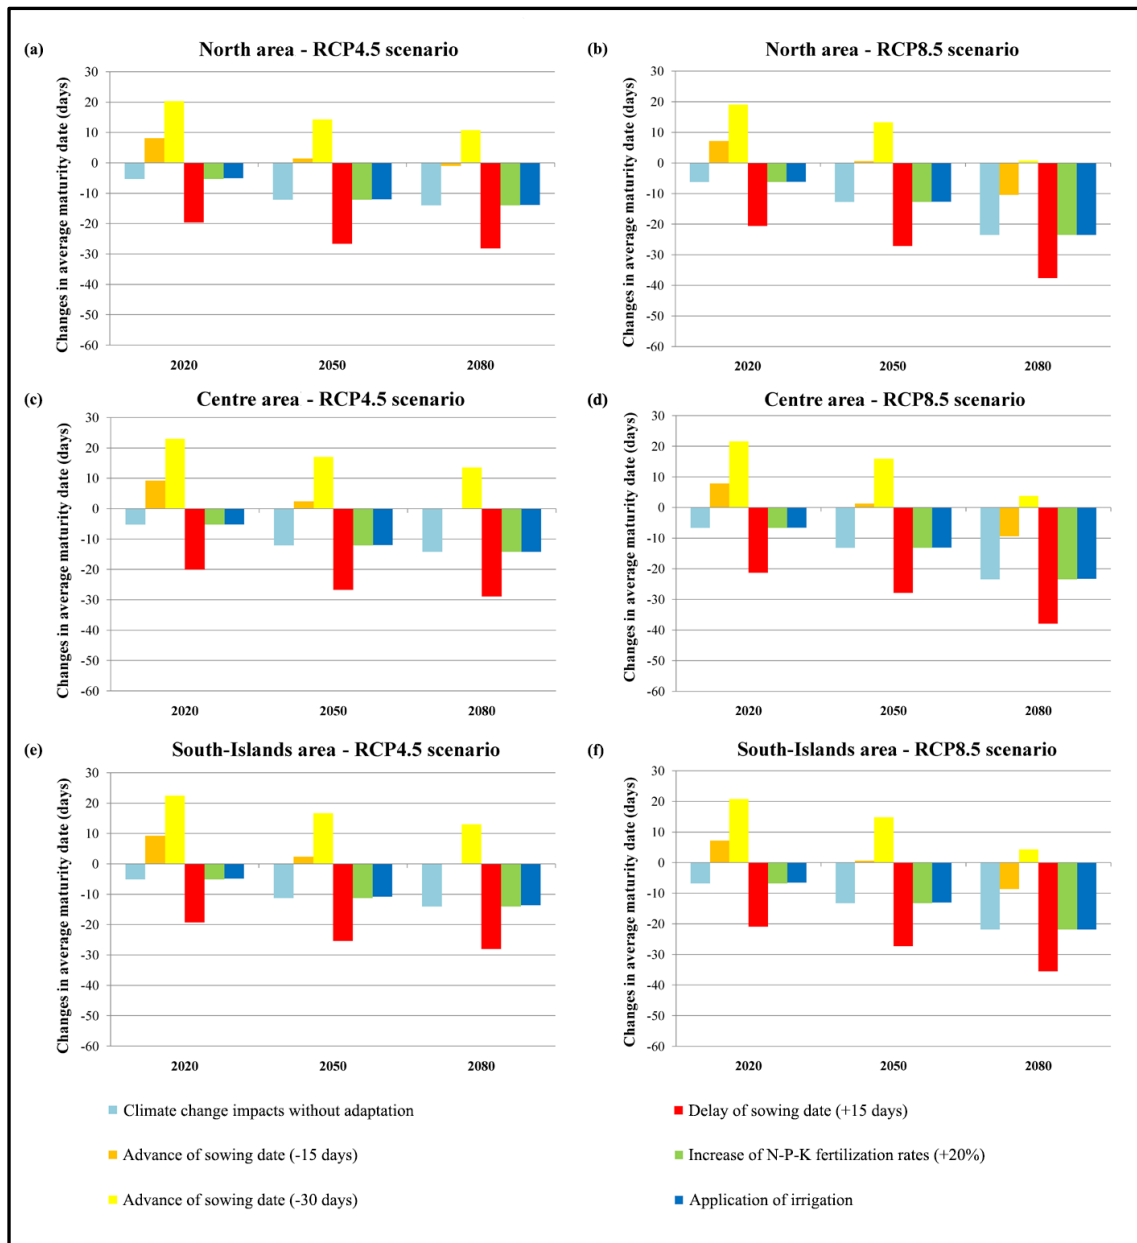 (a) North area - RCP4.5 scenario
Changes in average maturity date (days)
30
20
10
0
-10
-20
-30
-40
-50
-60
2020 2050 2080
(b) North area - RCP8.5 scenario
Changes in average maturity date (days)
30
20
10
0
-10
-20
-30
-40
-50
-60
2020 2050 2080
(c) Centre area - RCP4.5 scenario
Changes in average maturity date (days)
30
20
10
0
-10
-20
-30
-40
-50
-60
2020 2050 2080
(d) Centre area - RCP8.5 scenario
Changes in average maturity date (days)
30
20
10
0
-10
-20
-30
-40
-50
-60
2020 2050 2080
(e) South-Islands area - RCP4.5 scenario
Changes in average maturity date (days)
30
20
10
0
-10
-20
-30
-40
-50
-60
2020 2050 2080
(f) South-Islands area - RCP8.5 scenario
Changes in average maturity date (days)
30
20
10
0
-10
-20
-30
-40
-50
-60
2020 2050 2080
Climate change impacts without adaptation
Advance of sowing date (-15 days)
Advance of sowing date (-30 days)
Delay of sowing date (+15 days)
Increase of N-P-K fertilization rates (+20%)
Application of irrigation